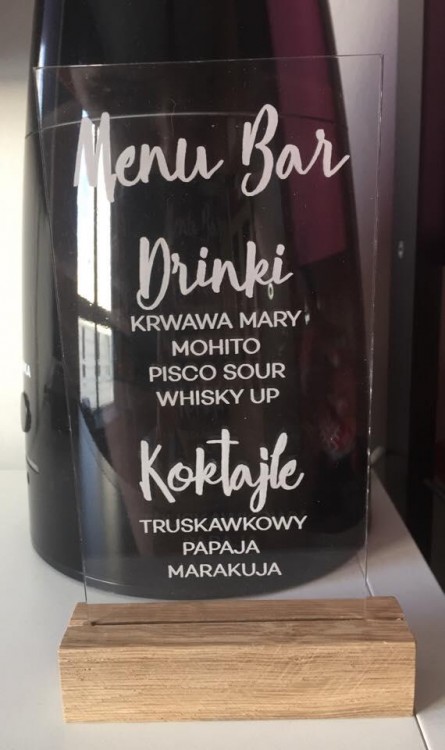 Menu Bar
Drinki
KRWAWA MARY
MOHITO
PISCO SOUR
WHISKY UP
Koktajle
TRUSKAWKOWY
PAPAJA
MARAKUJA